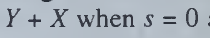 Y + X when s = 0